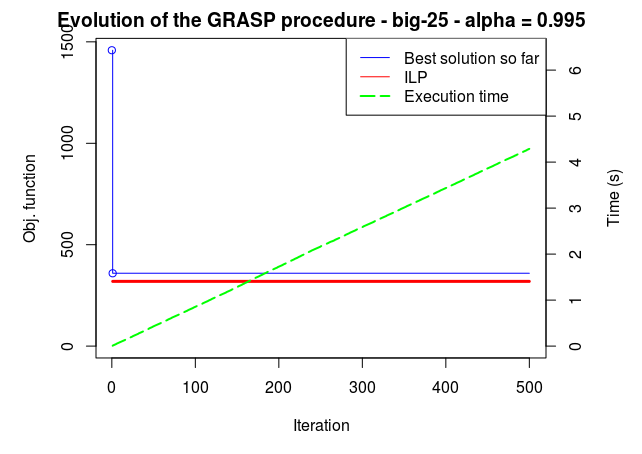 Evolution of the GRASP procedure - big-25 - alpha = 0.995
Best solution so far
ILP
Execution time
Obj. function
0
500
1000
1500
Time (s)
0
1
2
3
4
5
6
0
100
200
300
400
500
Iteration